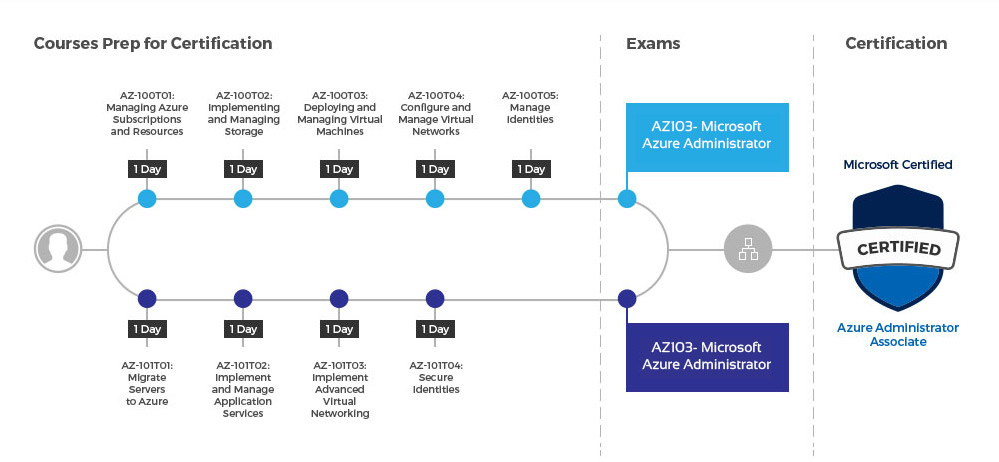 Courses Prep for Certification
Exams
Certification
AZ-100T01:
Managing Azure
Subscriptions
and Resources
AZ-100T02:
Implementing
and Managing
Storage
AZ-100T03:
Deploying and
Managing Virtual
Machines
AZ-100T04:
Configure and
Manage Virtual
Networks
AZ-100T05:
Manage
Identities
1 Day
1 Day
1 Day
1 Day
1 Day
AZ103- Microsoft
Azure Administrator
Microsoft Certified
CERTIFIED
Azure Administrator
Associate
1 Day
1 Day
1 Day
1 Day
AZ-101T01:
Migrate
Servers
to Azure
AZ-101T02:
Implement
and Manage
Application
Services
AZ-101T03:
Implement
Advanced
Virtual
Networking
AZ-101T04:
Secure
Identities
AZ103- Microsoft
Azure Administrator